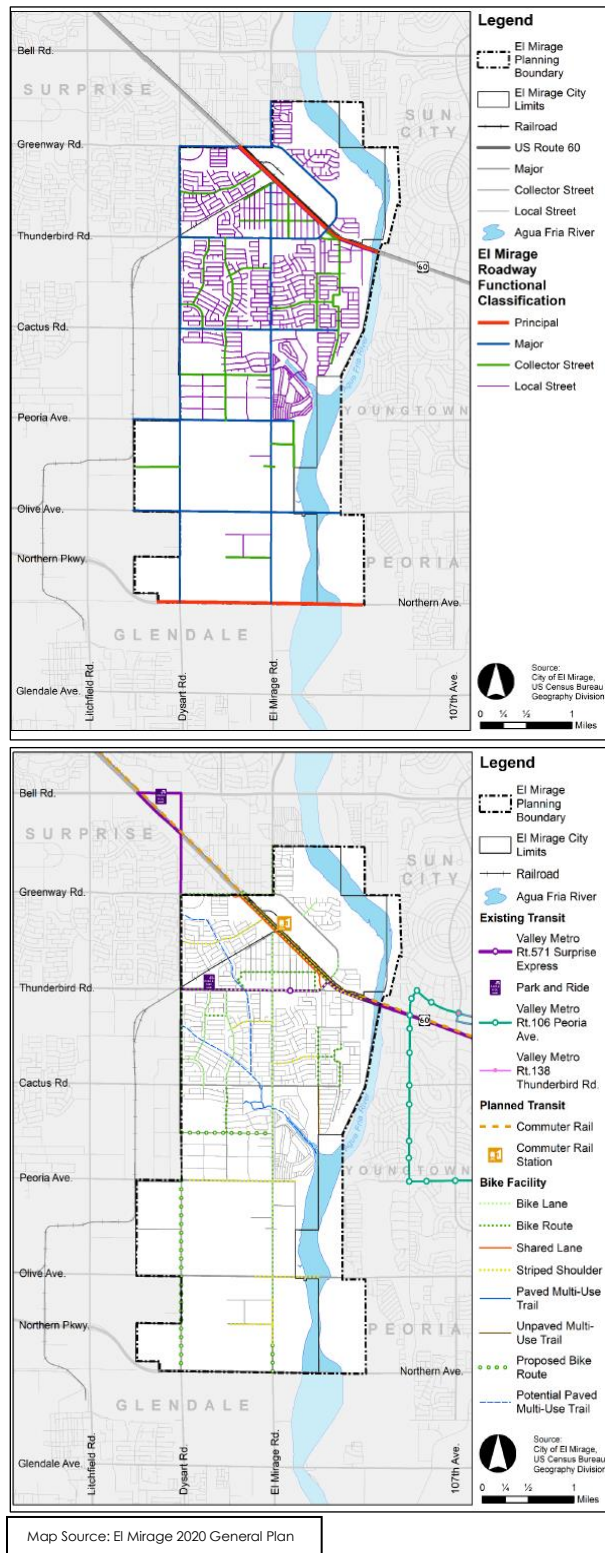 Bell Rd.
SURPRISE
SUN
CITY
Greenway Rd.
Thunderbird Rd.
60
Cactus Rd.
Agua Fria River
Peoria Ave.
YOUNGTOWN
Olive Ave.
Northern Pkwy.
PEORIA
Northern Ave.
GLENDALE
Glendale Ave.
Litchfield Rd.
Dysart Rd.
El Mirage Rd.
107th Ave.
Legend
El Mirage
Planning
Boundary
El Mirage City
Limits
Railroad
US Route 60
Major
Collector Street
Local Street
Agua Fria River
El Mirage
Roadway
Functional
Classification
Principal
Major
Collector Street
Local Street
Source:
City of El Mirage,
US Census Bureau
Geography Division
0 ¼ ½ 1
Miles
Bell Rd.
SURPRISE
SUN
CITY
Greenway Rd.
Thunderbird Rd.
60
Cactus Rd.
Agua Fria River
Peoria Ave.
YOUNGTOWN
Olive Ave.
Northern Pkwy.
PEORIA
Northern Ave.
GLENDALE
Glendale Ave.
Litchfield Rd.
Dysart Rd.
El Mirage Rd.
107th Ave.
Legend
El Mirage
Planning
Boundary
El Mirage City
Limits
Railroad
Agua Fria River
Existing Transit
Valley Metro
Rt.571 Surprise
Express
Park and Ride
Valley Metro
Rt.106 Peoria
Ave.
Valley Metro
Rt.138
Thunderbird Rd.
Planned Transit
Commuter Rail
Commuter Rail
Station
Bike Facility
Bike Lane
Bike Route
Shared Lane
Striped Shoulder
Paved Multi-Use
Trail
Unpaved Multi-
Use Trail
Proposed Bike
Route
Potential Paved
Multi-Use Trail
Source:
City of El Mirage,
US Census Bureau
Geography Division
0 ¼ ½ 1
Miles
Map Source: El Mirage 2020 General Plan